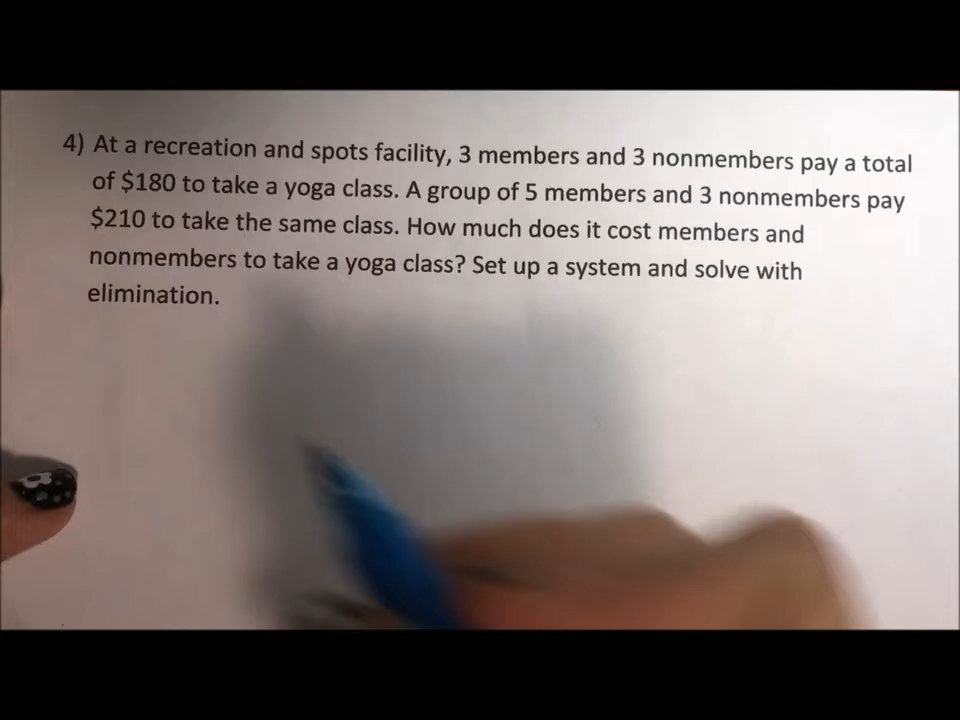 4) At a recreation and spots facility, 3 members and 3 nonmembers pay a total
of $180 to take a yoga class. A group of 5 members and 3 nonmembers pay
$210 to take the same class. How much does it cost members and
nonmembers to take a yoga class? Set up a system and solve with
elimination.